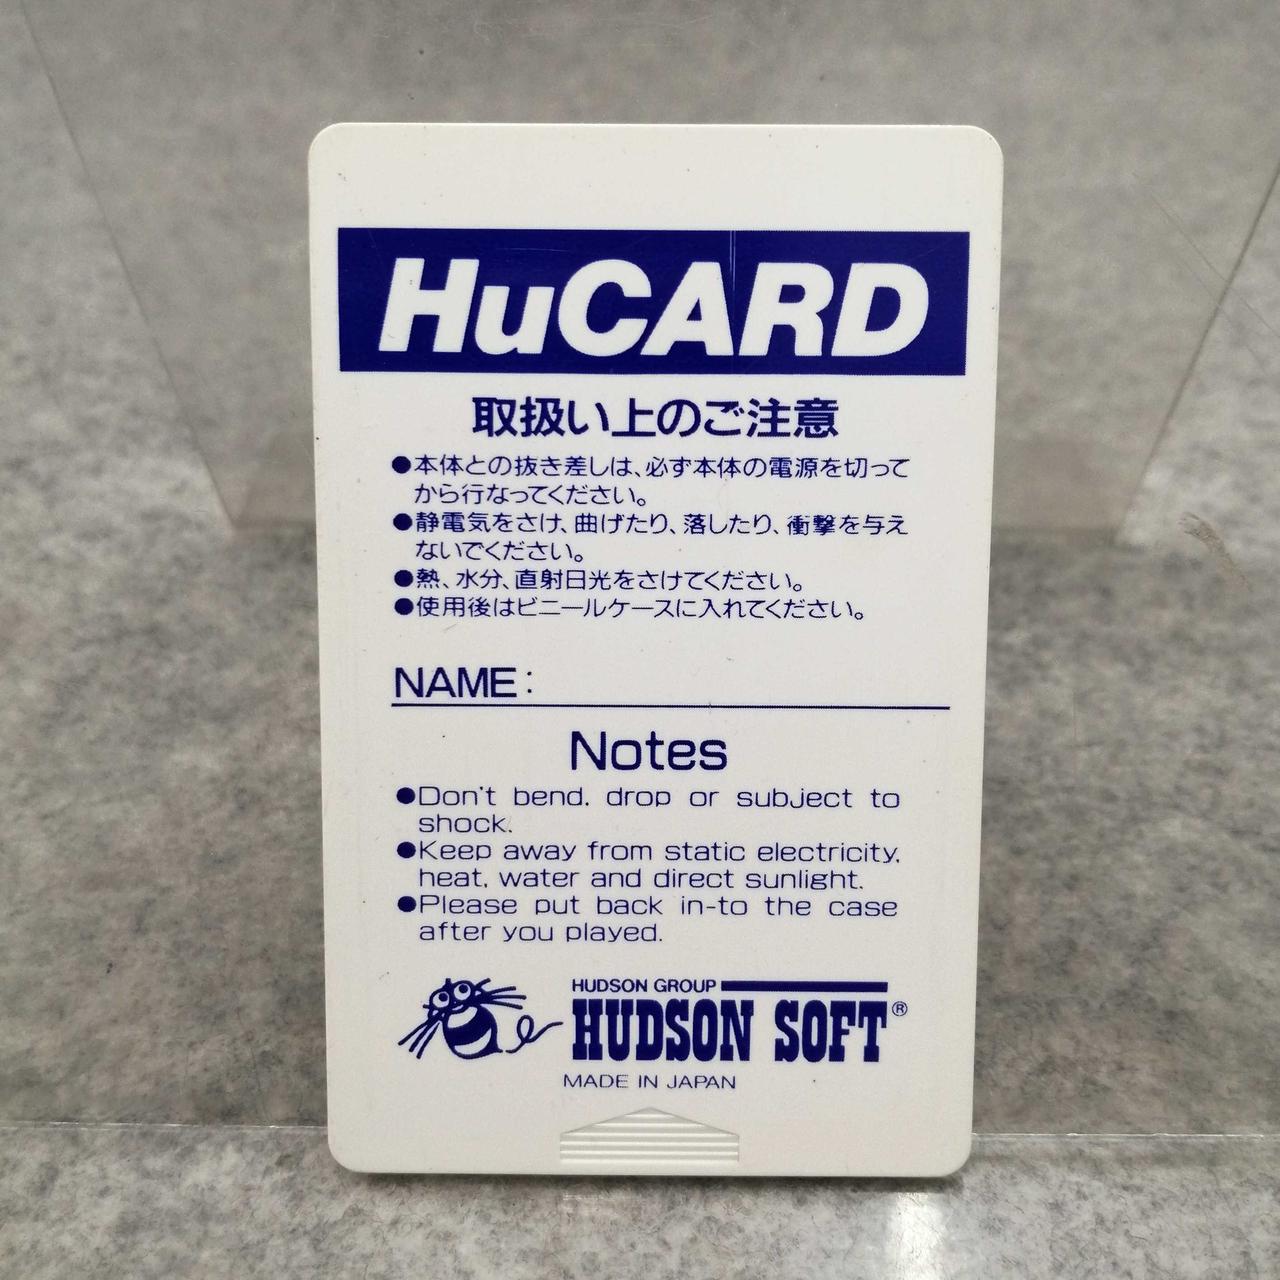 HuCARD
取扱い上のご注意
●本体との抜き差しは、必ず本体の電源を切って
から行なってください。
●静電気をさけ、曲げたり、落したり、衝撃を与え
ないでください。
●熱、水分、直射日光をさけてください。
●使用後はビニールケースに入れてください。
NAME:
Notes
●Don't bend. drop or subject to
shock.
●Keep away from static electricity.
heat. water and direct sunlight.
●Please put back in-to the case
after you played.
HUDSON GROUP
HUDSON SOFT®
MADE IN JAPAN